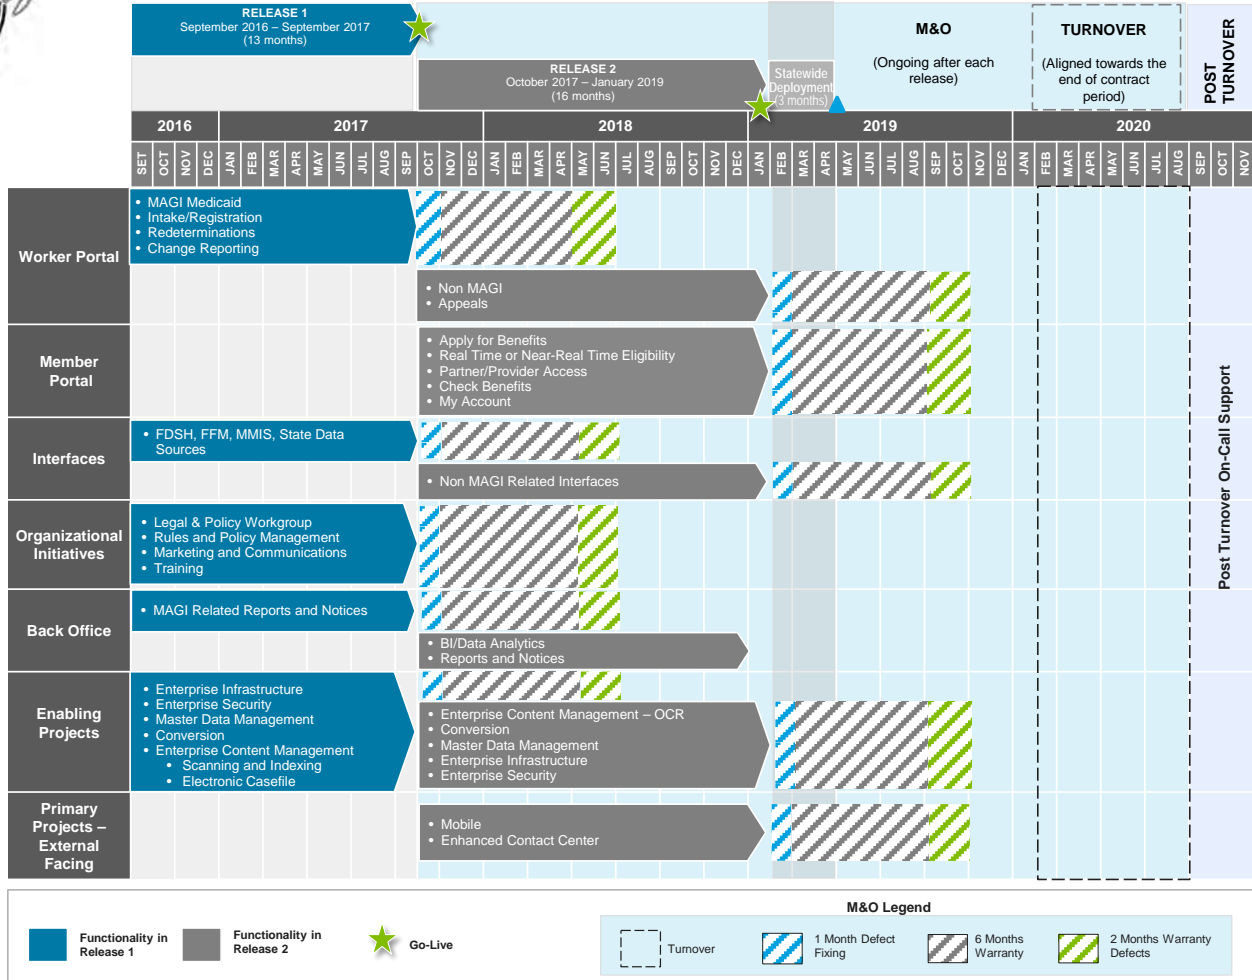 RELEASE 1
September 2016 – September 2017
(13 months)
RELEASE 2
October 2017 – January 2019
(16 months)
Statewide
Deployment
(3 months)
M&O
(Ongoing after each
release)
TURNOVER
(Aligned towards the
end of contract
period)
POST
TURNOVER
2016 2017 2018 2019 2020
SET OCT NOV DEC JAN FEB MAR APR MAY JUN JUL AUG SEP OCT NOV DEC JAN FEB MAR APR MAY JUN JUL AUG SEP OCT NOV DEC JAN FEB MAR APR MAY JUN JUL AUG SEP OCT NOV DEC JAN FEB MAR APR MAY JUN JUL AUG SEP OCT NOV
Worker Portal
• MAGI Medicaid
• Intake/Registration
• Redeterminations
• Change Reporting
• Non MAGI
• Appeals
Member
Portal
• Apply for Benefits
• Real Time or Near-Real Time Eligibility
• Partner/Provider Access
• Check Benefits
• My Account
Interfaces
• FDSH, FFM, MMIS, State Data
Sources
• Non MAGI Related Interfaces
Organizational
Initiatives
• Legal & Policy Workgroup
• Rules and Policy Management
• Marketing and Communications
• Training
Back Office
• MAGI Related Reports and Notices
• BI/Data Analytics
• Reports and Notices
Enabling
Projects
• Enterprise Infrastructure
• Enterprise Security
• Master Data Management
• Conversion
• Enterprise Content Management
• Scanning and Indexing
• Electronic Casefile
• Enterprise Content Management – OCR
• Conversion
• Master Data Management
• Enterprise Infrastructure
• Enterprise Security
Primary
Projects –
External
Facing
• Mobile
• Enhanced Contact Center
Post Turnover On-Call Support
Functionality in
Release 1
Functionality in
Release 2
Go-Live
M&O Legend
Turnover
1 Month Defect
Fixing
6 Months
Warranty
2 Months Warranty
Defects